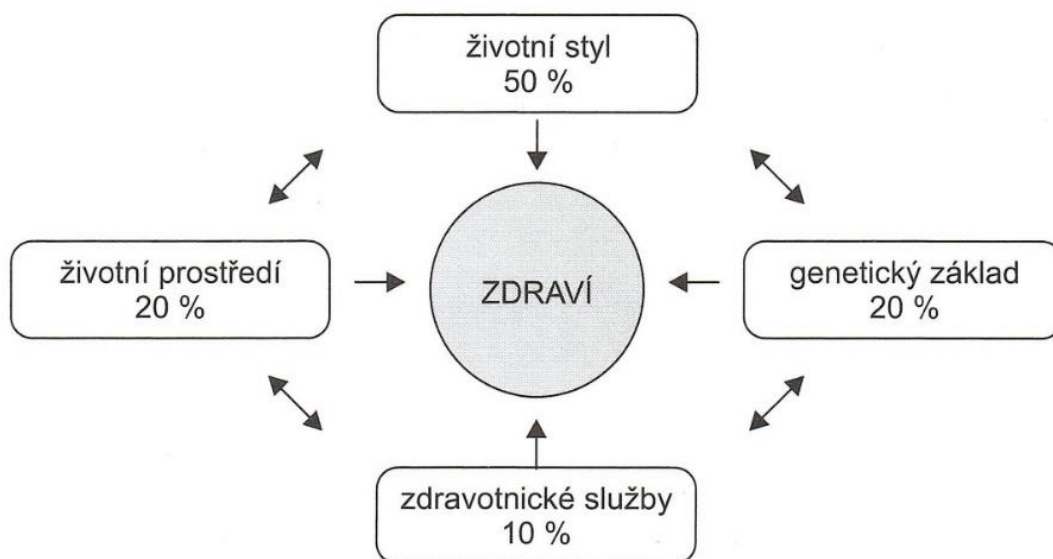 životní styl
50 %
životní prostředí
20 %
ZDRAVÍ
genetický základ
20 %
zdravotnické služby
10 %